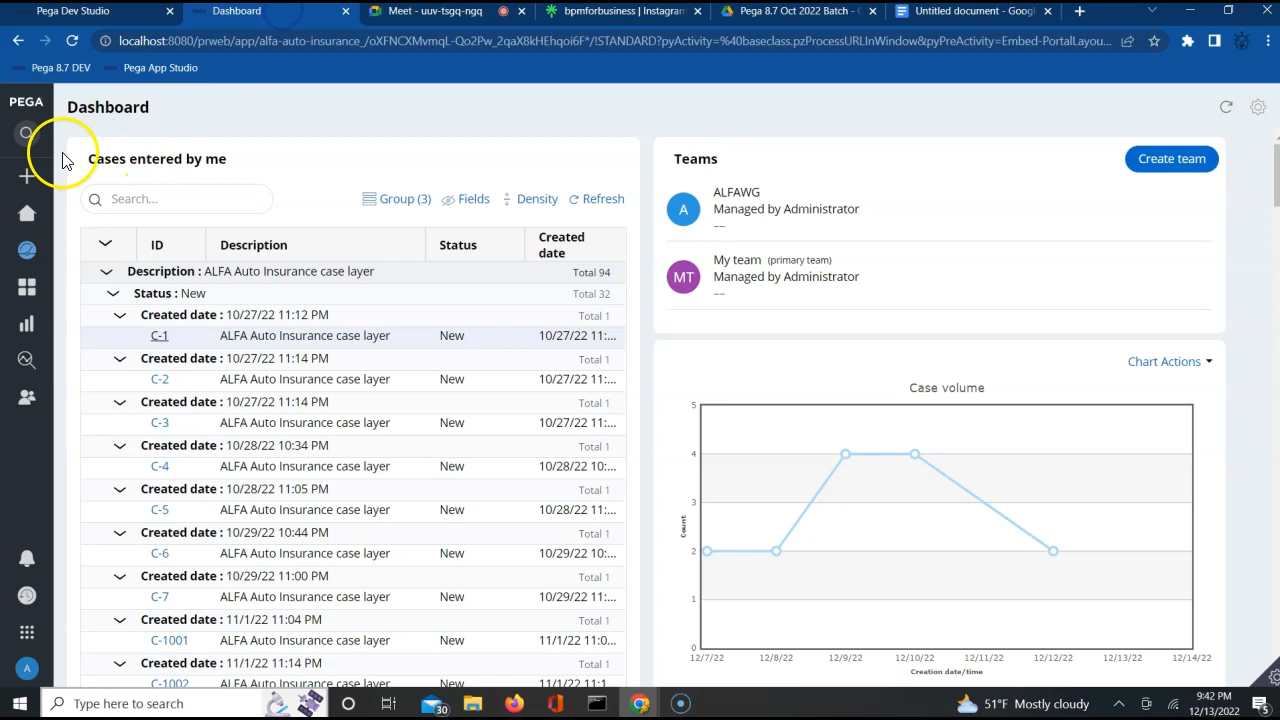 Pega Dev Studio
Dashboard
Meet - uuv-tsgq-nqg
bpmforbusiness | Instagram
Pega 8.7 Oct 2022 Batch -
Untitled document - Googl
localhost:8080/prweb/app/alfa-auto-insurance_/oXFNCXMvmqL-Qo2Pw_2qaX8kHEhqoi6F*/!STANDARD?pyActivity=%40baseclass.pzProcessURLInWindow&pyPreActivity=Embed-PortalLayou...
Pega 8.7 DEV
Pega App Studio
PEGA
Dashboard
Cases entered by me
Search...
Group (3)
Fields
Density
Refresh
ID
Description
Status
Created date
Description : ALFA Auto Insurance case layer Total 94
Status : New Total 32
Created date : 10/27/22 11:12 PM Total 1
C-1 ALFA Auto Insurance case layer New 10/27/22 11:...
Created date : 10/27/22 11:14 PM Total 1
C-2 ALFA Auto Insurance case layer New 10/27/22 11:...
Created date : 10/27/22 11:14 PM Total 1
C-3 ALFA Auto Insurance case layer New 10/27/22 11:...
Created date : 10/28/22 10:34 PM Total 1
C-4 ALFA Auto Insurance case layer New 10/28/22 10:...
Created date : 10/28/22 11:05 PM Total 1
C-5 ALFA Auto Insurance case layer New 10/28/22 11:...
Created date : 10/29/22 10:44 PM Total 1
C-6 ALFA Auto Insurance case layer New 10/29/22 10:...
Created date : 10/29/22 11:00 PM Total 1
C-7 ALFA Auto Insurance case layer New 10/29/22 11:...
Created date : 11/1/22 11:04 PM Total 1
C-1001 ALFA Auto Insurance case layer New 11/1/22 11:0...
Created date : 11/1/22 11:14 PM Total 1
C-1002 ALFA Auto Insurance case layer New 11/1/22 11:1...
Teams
Create team
A
ALFAWG
Managed by Administrator
––
MT
My team (primary team)
Managed by Administrator
––
Chart Actions
Case volume
5
4
3
2
1
0
Count
12/7/22 12/8/22 12/9/22 12/10/22 12/11/22 12/12/22 12/13/22 12/14/22
Creation date/time
A
Type here to search
30
51°F Mostly cloudy
9:42 PM
12/13/2022
5